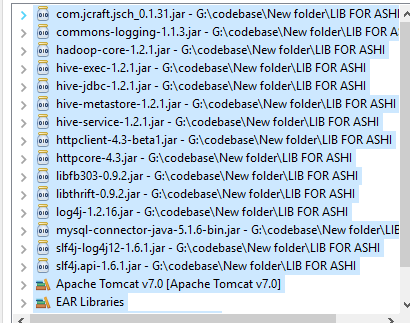 com.jcraft.jsch_0.1.31.jar - G:\codebase\New folder\LIB FOR ASHI
commons-logging-1.1.3.jar - G:\codebase\New folder\LIB FOR ASHI
hadoop-core-1.2.1.jar - G:\codebase\New folder\LIB FOR ASHI
hive-exec-1.2.1.jar - G:\codebase\New folder\LIB FOR ASHI
hive-jdbc-1.2.1.jar - G:\codebase\New folder\LIB FOR ASHI
hive-metastore-1.2.1.jar - G:\codebase\New folder\LIB FOR ASHI
hive-service-1.2.1.jar - G:\codebase\New folder\LIB FOR ASHI
httpclient-4.3-beta1.jar - G:\codebase\New folder\LIB FOR ASHI
httpcore-4.3.jar - G:\codebase\New folder\LIB FOR ASHI
libfb303-0.9.2.jar - G:\codebase\New folder\LIB FOR ASHI
libthrift-0.9.2.jar - G:\codebase\New folder\LIB FOR ASHI
log4j-1.2.16.jar - G:\codebase\New folder\LIB FOR ASHI
mysql-connector-java-5.1.6-bin.jar - G:\codebase\New folder\LIB FOR ASHI
slf4j-log4j12-1.6.1.jar - G:\codebase\New folder\LIB FOR ASHI
slf4j.api-1.6.1.jar - G:\codebase\New folder\LIB FOR ASHI
Apache Tomcat v7.0 [Apache Tomcat v7.0]
EAR Libraries